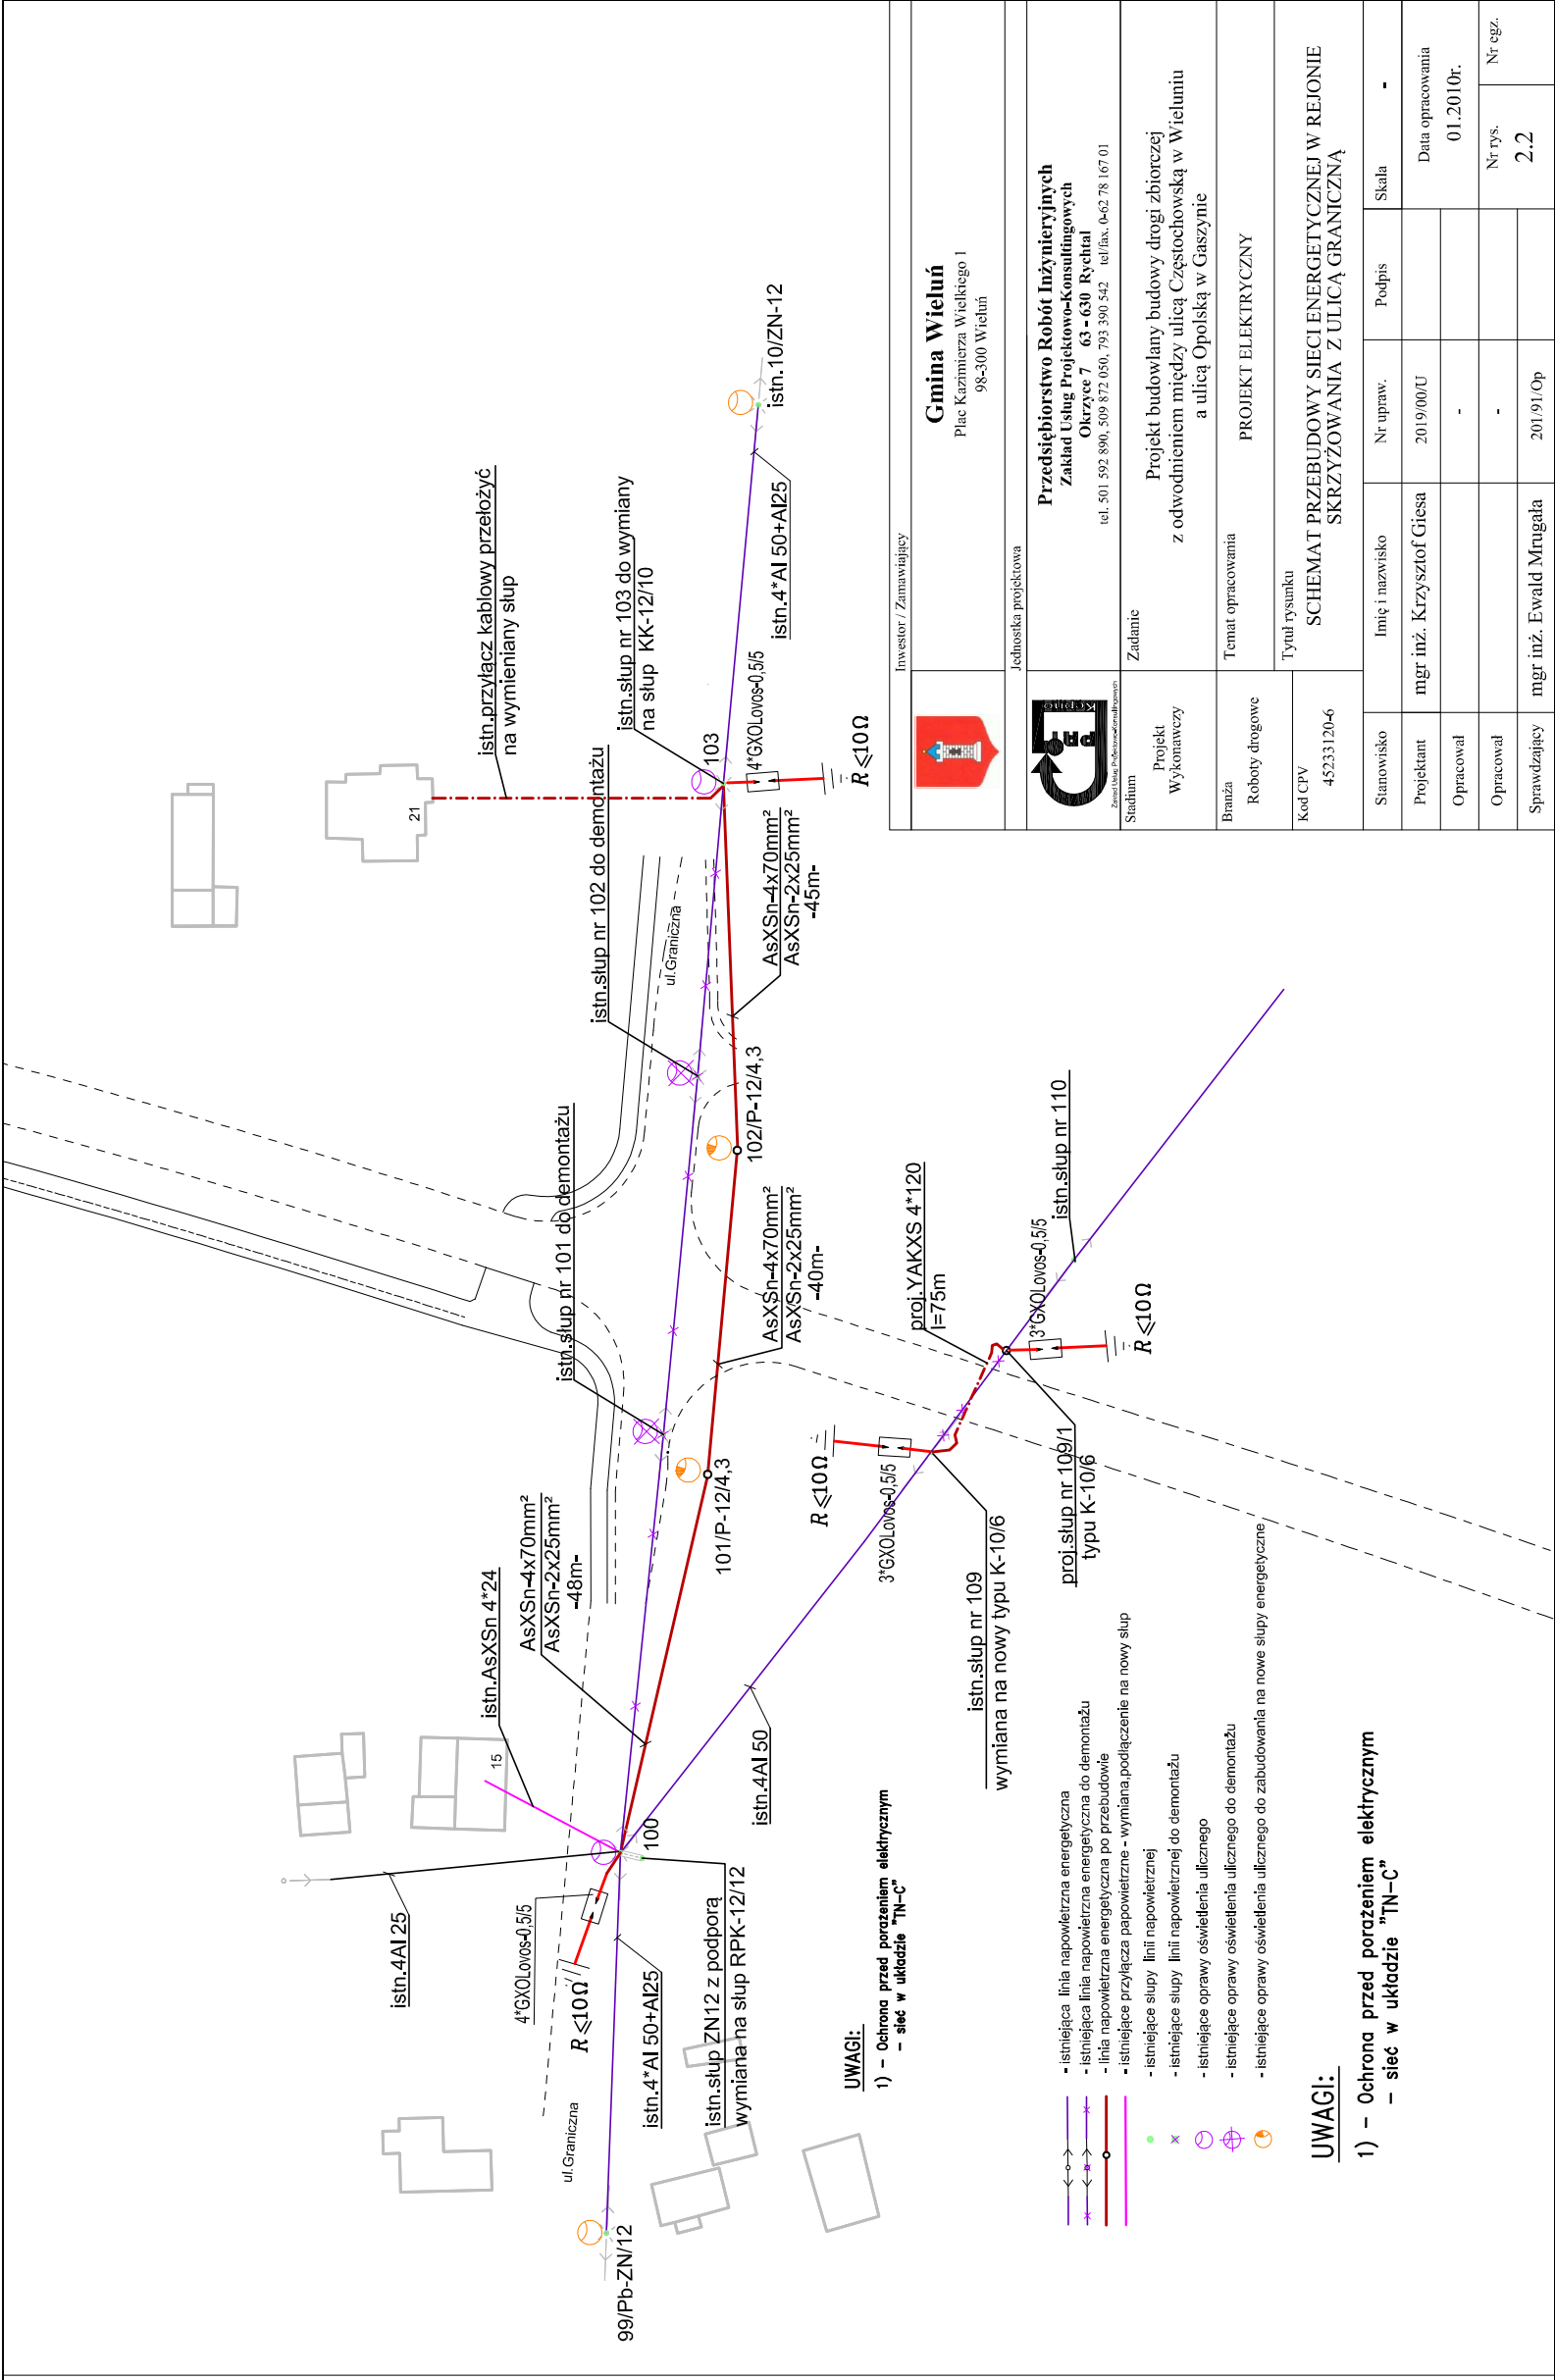 istn.przyłącz kablowy przełożyć
na wymieniany słup
21
istn.słup nr 103 do wymiany
na słup KK-12/10
istn.słup nr 102 do demontażu
103
4*GXOLovos-0,5/5
R ≤10Ω
istn.4*Al 50+Al25
istn.10/ZN-12
ul.Graniczna
AsXSn-4x70mm²
AsXSn-2x25mm²
-45m-
102/P-12/4,3
istn.słup nr 101 do demontażu
AsXSn-4x70mm²
AsXSn-2x25mm²
-40m-
101/P-12/4,3
istn.AsXSn 4*24
AsXSn-4x70mm²
AsXSn-2x25mm²
-48m-
15
100
istn.4Al 25
4*GXOLovos-0,5/5
R ≤10Ω
ul.Graniczna
istn.4*Al 50+Al25
istn.słup ZN12 z podporą
wymiana na słup RPK-12/12
99/Pb-ZN/12
istn.4Al 50
proj.YAKXS 4*120
l=75m
istn.słup nr 110
3*GXOLovos-0,5/5
R ≤10Ω
R ≤10Ω
3*GXOLovos-0,5/5
proj.słup nr 109/1
typu K-10/6
istn.słup nr 109
wymiana na nowy typu K-10/6
UWAGI:
1) – Ochrona przed porażeniem elektrycznym
– sieć w układzie "TN–C"
- istniejąca linia napowietrzna energetyczna
- istniejąca linia napowietrzna energetyczna do demontażu
- linia napowietrzna energetyczna po przebudowie
- istniejące przyłącza papowietrzne - wymiana,podłączenie na nowy słup
- istniejące słupy linii napowietrznej
- istniejące słupy linii napowietrznej do demontażu
- istniejące oprawy oświetlenia ulicznego
- istniejące oprawy oświetlenia ulicznego do demontażu
- istniejące oprawy oświetlenia ulicznego do zabudowania na nowe słupy energetyczne
UWAGI:
1) – Ochrona przed porażeniem elektrycznym
– sieć w układzie "TN–C"
Inwestor / Zamawiający
Gmina Wieluń
Plac Kazimierza Wielkiego 1
98-300 Wieluń
Jednostka projektowa
Przedsiębiorstwo Robót Inżynieryjnych
Zakład Usług Projektowo-Konsultingowych
Okrzyce 7 63 - 630 Rychtal
tel. 501 592 890, 509 872 050, 793 390 542 tel/fax. 0-62 78 167 01
Zakład Usług Projektowo-Konsultingowych
Stadium
Projekt
Wykonawczy
Zadanie
Projekt budowlany budowy drogi zbiorczej
z odwodnieniem między ulicą Częstochowską w Wieluniu
a ulicą Opolską w Gaszynie
Branża
Roboty drogowe
Temat opracowania
PROJEKT ELEKTRYCZNY
Kod CPV
45233120-6
Tytuł rysunku
SCHEMAT PRZEBUDOWY SIECI ENERGETYCZNEJ W REJONIE
SKRZYŻOWANIA Z ULICĄ GRANICZNĄ
Stanowisko Imię i nazwisko Nr upraw. Podpis Skala -
Projektant mgr inż. Krzysztof Giesa 2019/00/U Data opracowania
Opracował - 01.2010r.
Opracował - Nr rys. Nr egz.
Sprawdzający mgr inż. Ewald Mrugała 201/91/Op 2.2